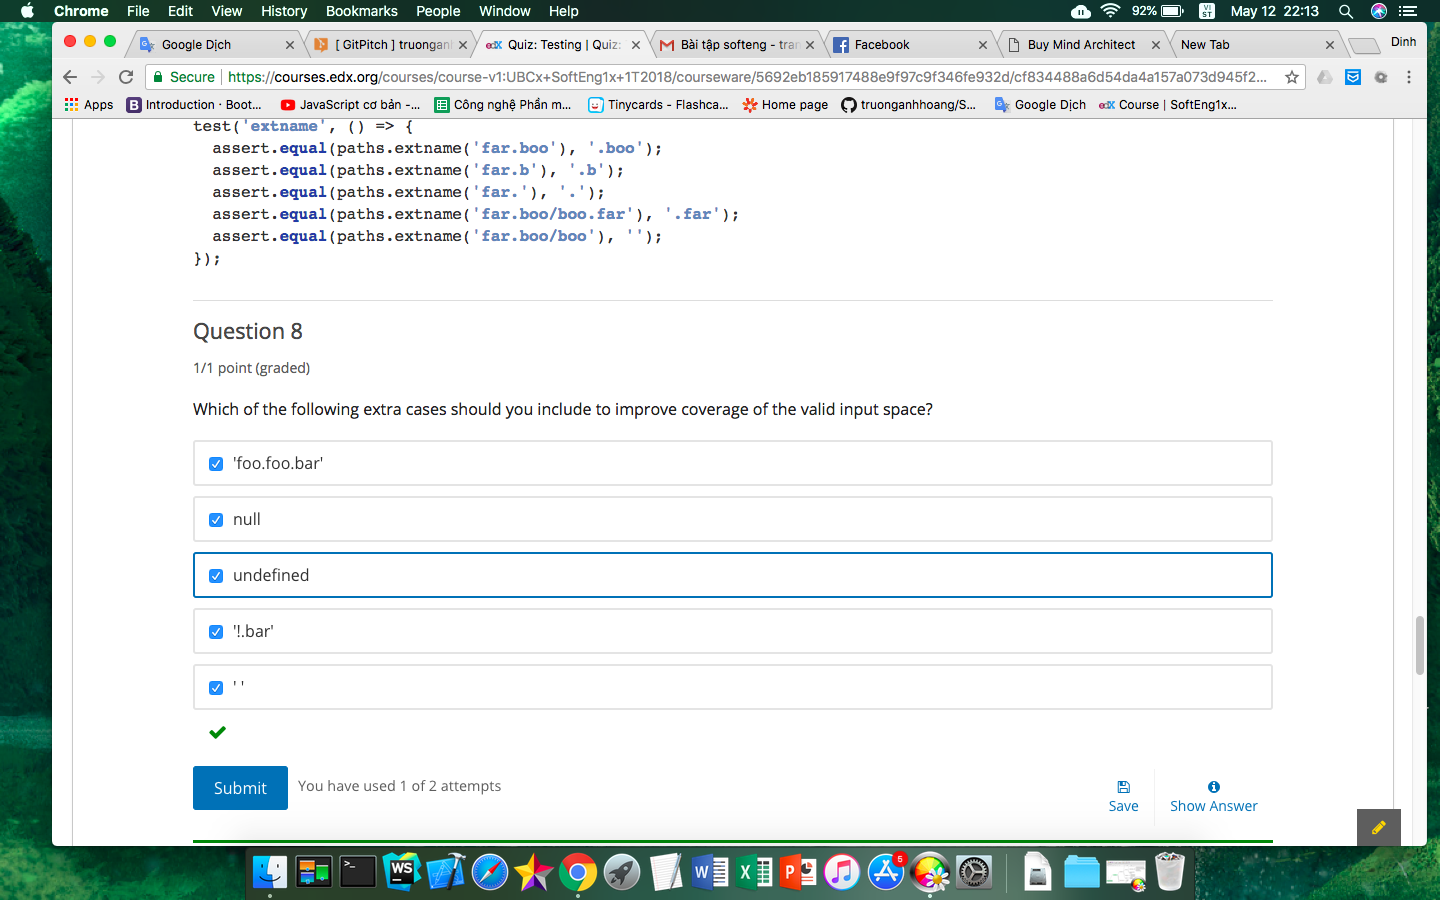 Chrome File Edit View History Bookmarks People Window Help 92% VI ST May 12 22:13
Google Dịch [ GitPitch ] truongan Quiz: Testing | Quiz: Bài tập softeng - tran Facebook Buy Mind Architect New Tab Dinh
Secure https://courses.edx.org/courses/course-v1:UBCx+SoftEng1x+1T2018/courseware/5692eb185917488e9f97c9f346fe932d/cf834488a6d54da4a157a073d945f2...
Apps Introduction · Boot... JavaScript cơ bản -... Công nghệ Phần m... Tinycards - Flashca... Home page truonganhhoang/S... Google Dịch Course | SoftEng1x...
test('extname', () => {
assert.equal(paths.extname('far.boo'), '.boo');
assert.equal(paths.extname('far.b'), '.b');
assert.equal(paths.extname('far.'), '.');
assert.equal(paths.extname('far.boo/boo.far'), '.far');
assert.equal(paths.extname('far.boo/boo'), '');
});
Question 8
1/1 point (graded)
Which of the following extra cases should you include to improve coverage of the valid input space?
'foo.foo.bar'
null
undefined
'!.bar'
' '
Submit You have used 1 of 2 attempts
Save Show Answer
WS W X P 5